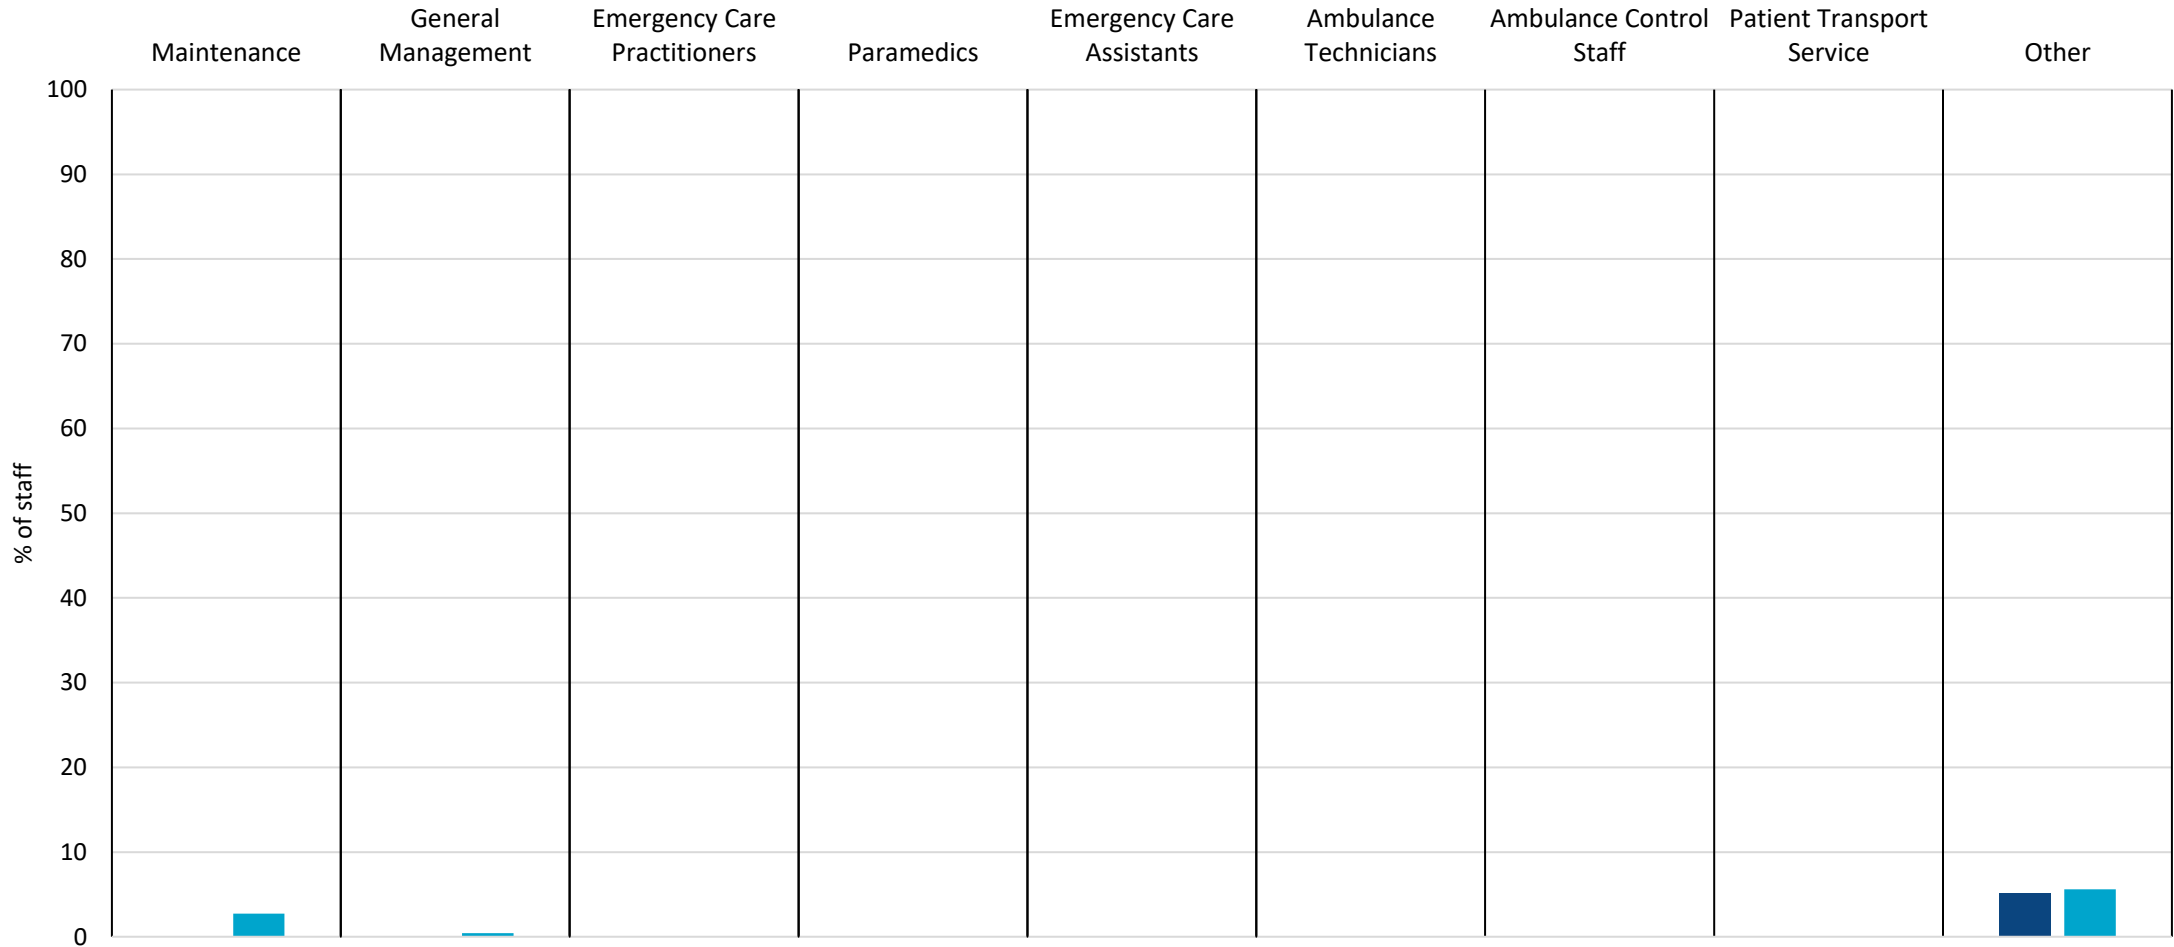 Maintenance
General
Management
Emergency Care
Practitioners
Paramedics
Emergency Care
Assistants
Ambulance
Technicians
Ambulance Control
Staff
Patient Transport
Service
Other
% of staff
100
90
80
70
60
50
40
30
20
10
0